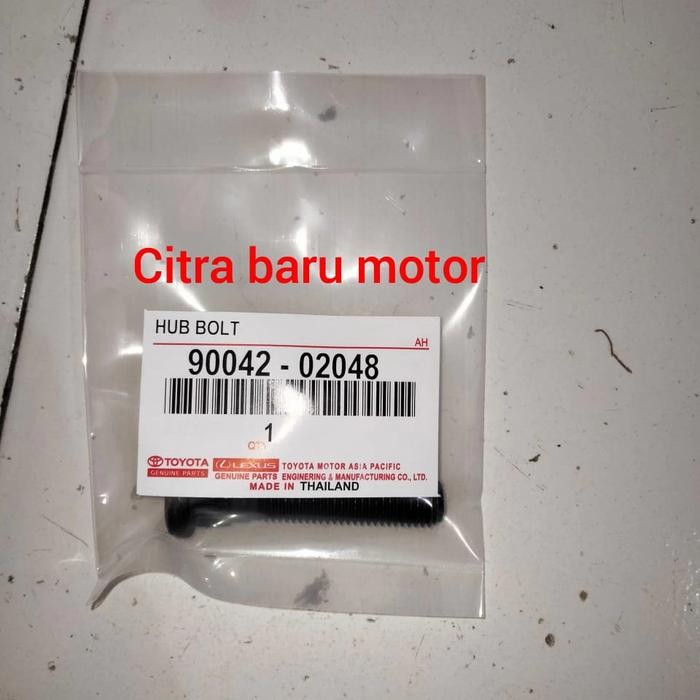 Citra baru motor
HUB BOLT
AH
90042 - 02048
1
QTY
TOYOTA
GENUINE PARTS
LEXUS
GENUINE PARTS
TOYOTA MOTOR ASIA PACIFIC
ENGINEERING & MANUFACTURING CO., LTD.
MADE IN THAILAND